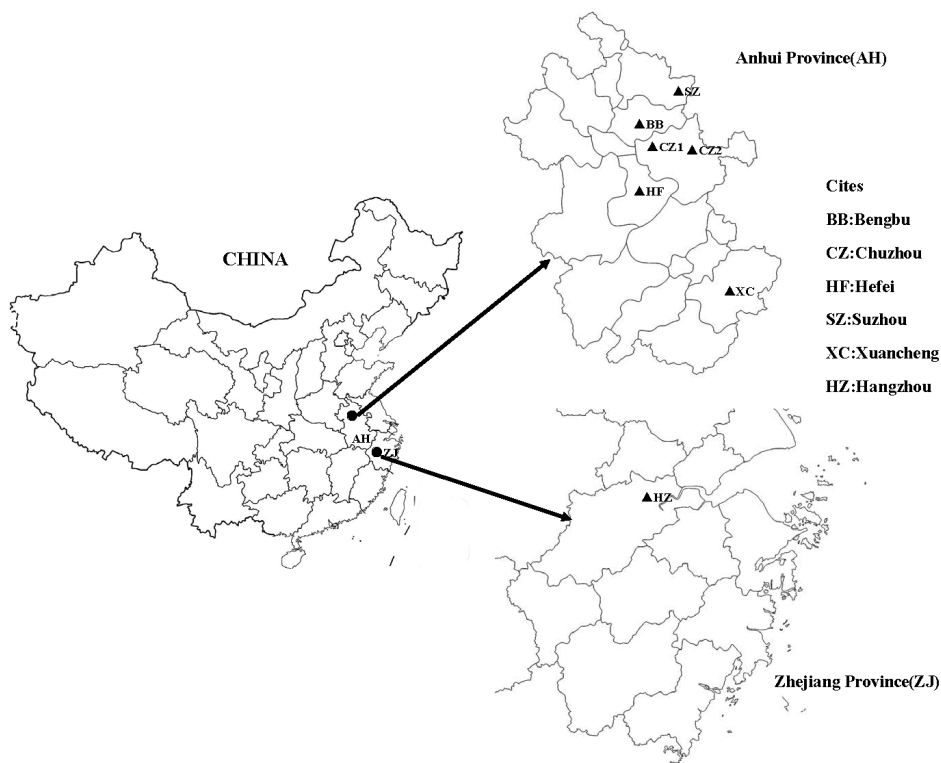 Anhui Province(AH)
SZ
BB
CZ1
CZ2
HF
XC
Cites
BB:Bengbu
CZ:Chuzhou
HF:Hefei
SZ:Suzhou
XC:Xuancheng
HZ:Hangzhou
CHINA
AH
ZJ
HZ
Zhejiang Province(ZJ)